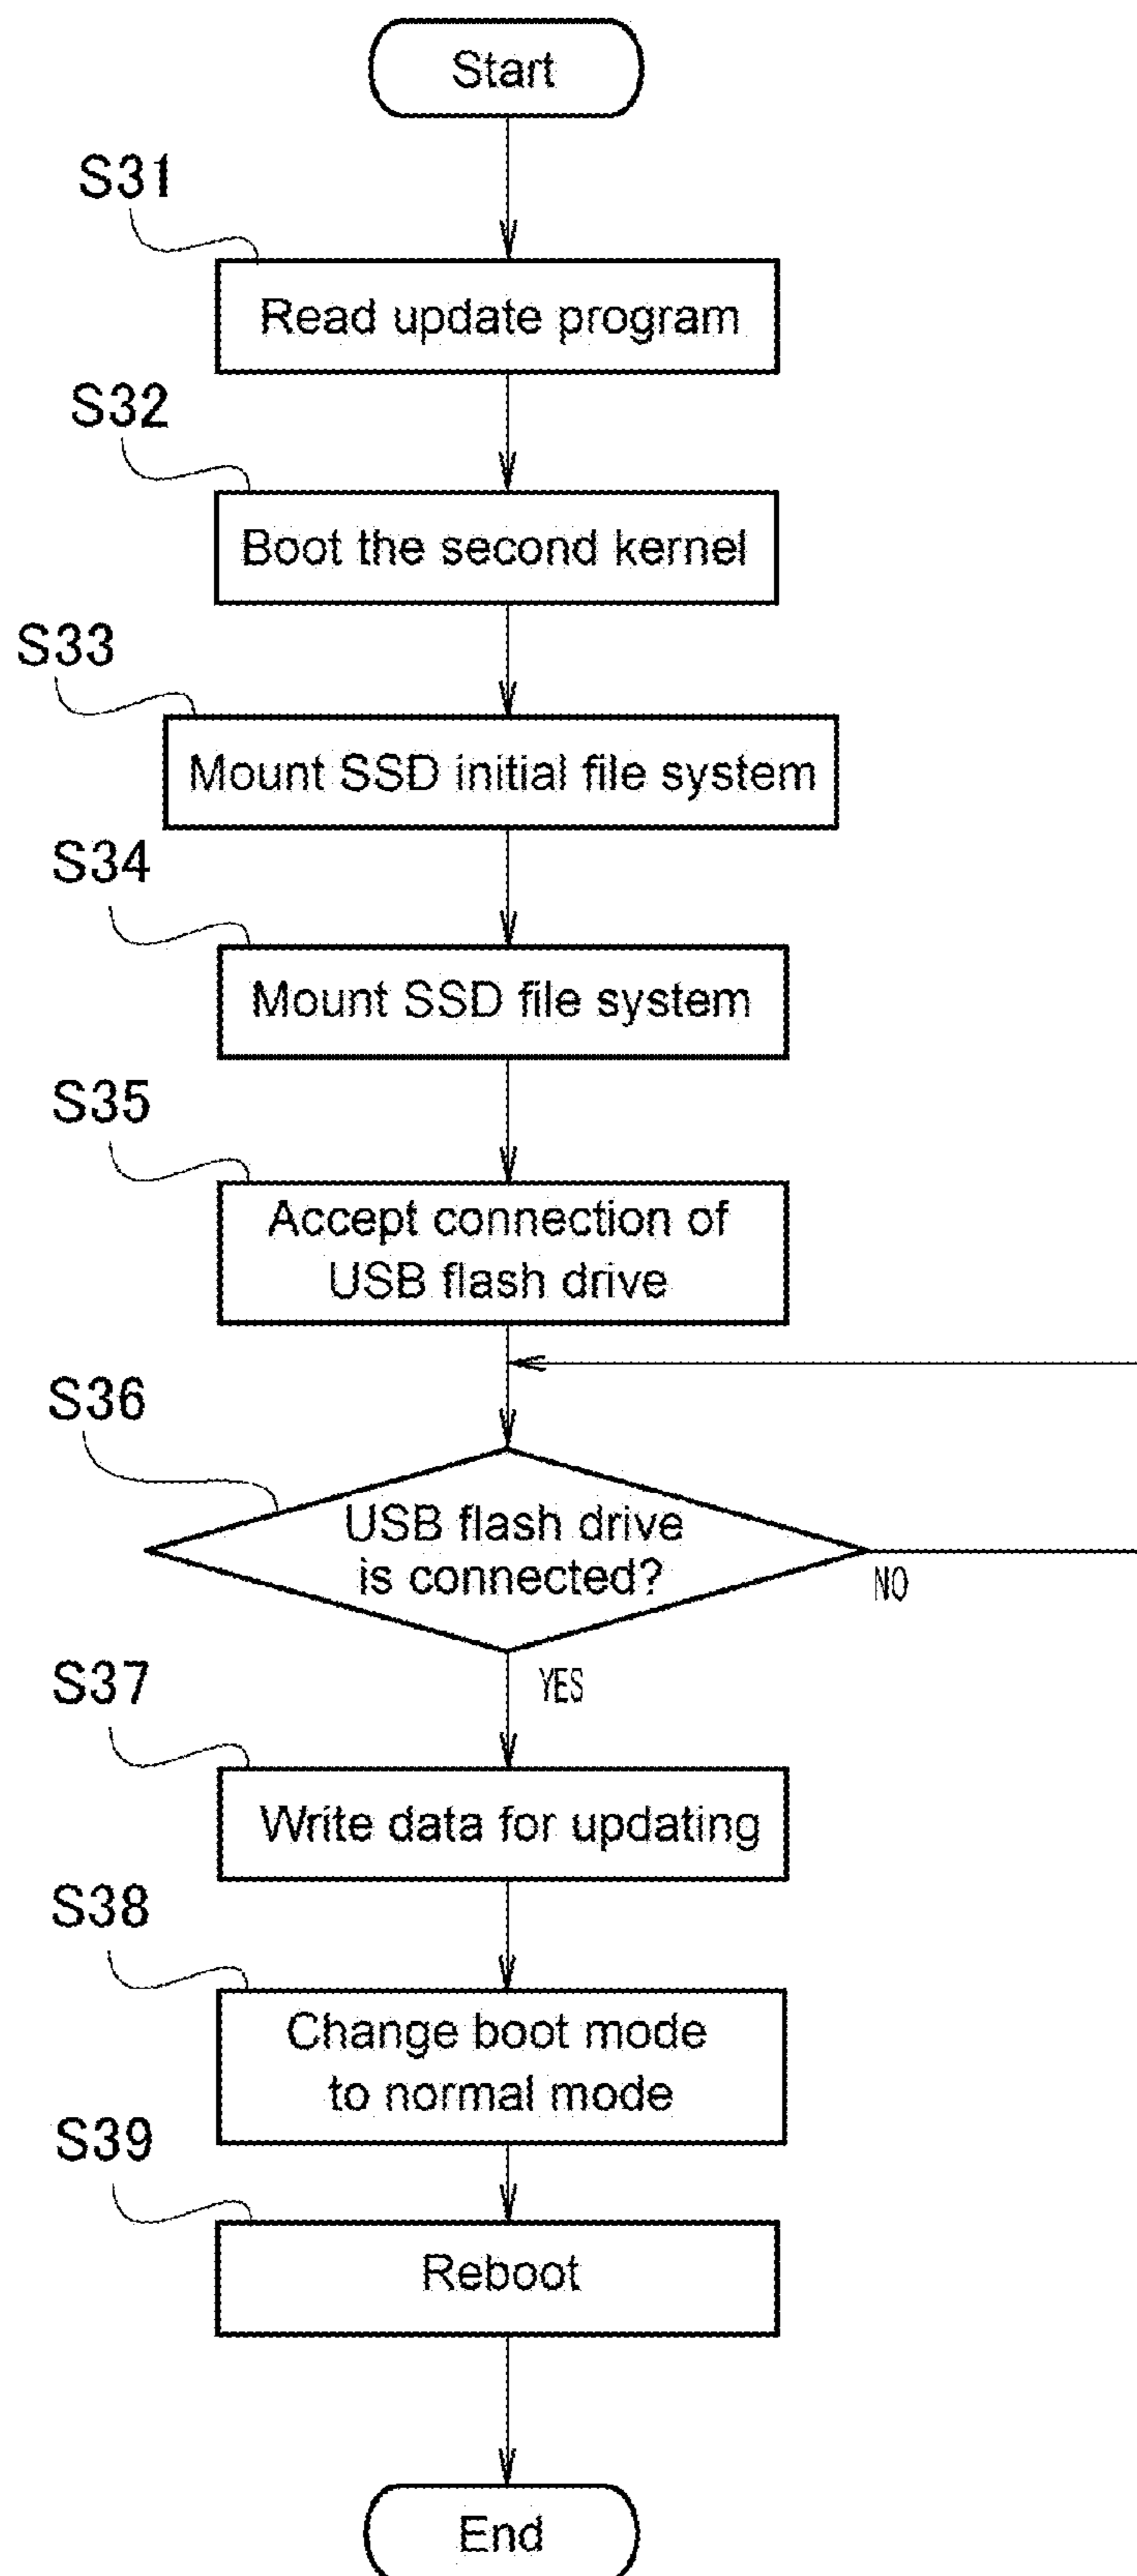 Start
S31
Read update program
S32
Boot the second kernel
S33
Mount SSD initial file system
S34
Mount SSD file system
S35
Accept connection of
USB flash drive
S36
USB flash drive
is connected?
NO
YES
S37
Write data for updating
S38
Change boot mode
to normal mode
S39
Reboot
End